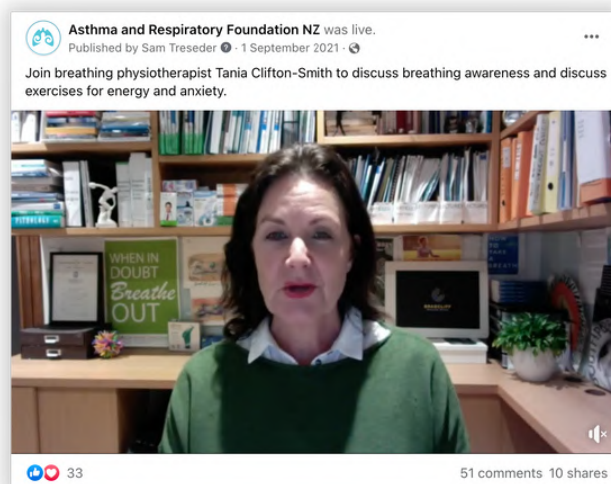 Asthma and Respiratory Foundation NZ was live.
Published by Sam Treseder · 1 September 2021 ·
Join breathing physiotherapist Tania Clifton-Smith to discuss breathing awareness and discuss
exercises for energy and anxiety.
WHEN IN
DOUBT
Breathe
OUT
33
51 comments 10 shares